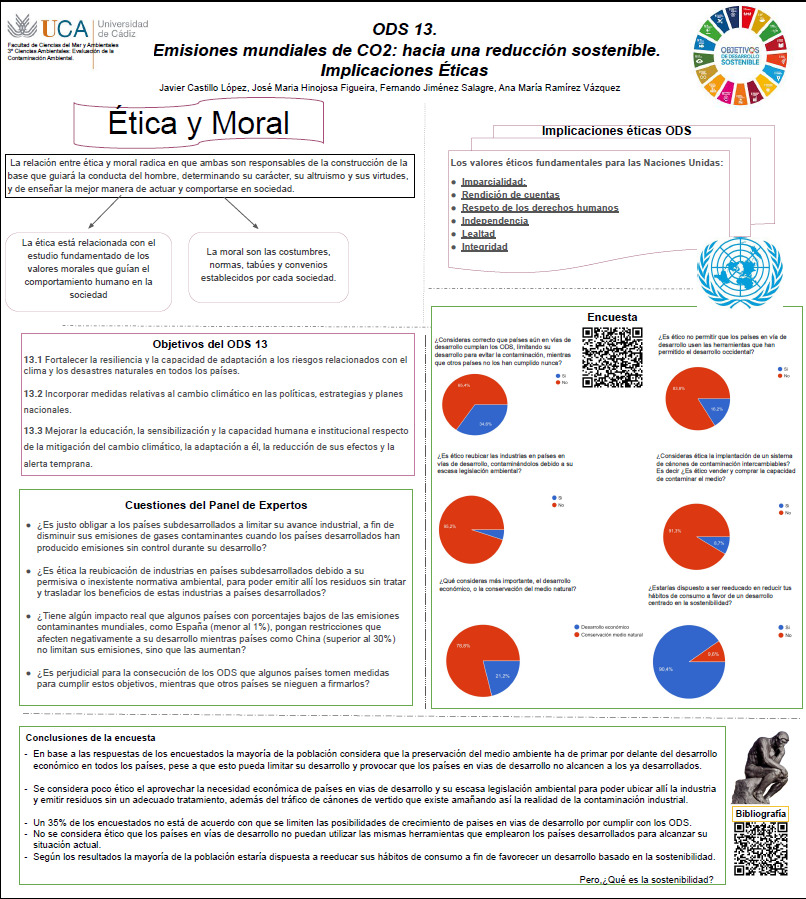 UCA
Universidad
de Cádiz
Facultad de Ciencias del Mar y Ambientales
3º Ciencias Ambientales: Evaluación de la
Contaminación Ambiental.
ODS 13.
Emisiones mundiales de CO2: hacia una reducción sostenible.
Implicaciones Éticas
Javier Castillo López, José Maria Hinojosa Figueira, Fernando Jiménez Salagre, Ana María Ramírez Vázquez
OBJETIVOS
DE DESARROLLO
SOSTENIBLE
Ética y Moral
La relación entre ética y moral radica en que ambas son responsables de la construcción de la
base que guiará la conducta del hombre, determinando su carácter, su altruismo y sus virtudes,
y de enseñar la mejor manera de actuar y comportarse en sociedad.
La ética está relacionada con el
estudio fundamentado de los
valores morales que guían el
comportamiento humano en la
sociedad
La moral son las costumbres,
normas, tabúes y convenios
establecidos por cada sociedad.
Implicaciones éticas ODS
Los valores éticos fundamentales para las Naciones Unidas:
● Imparcialidad;
● Rendición de cuentas
● Respeto de los derechos humanos
● Independencia
● Lealtad
● Integridad
Objetivos del ODS 13
13.1 Fortalecer la resiliencia y la capacidad de adaptación a los riesgos relacionados con el
clima y los desastres naturales en todos los países.
13.2 Incorporar medidas relativas al cambio climático en las políticas, estrategias y planes
nacionales.
13.3 Mejorar la educación, la sensibilización y la capacidad humana e institucional respecto
de la mitigación del cambio climático, la adaptación a él, la reducción de sus efectos y la
alerta temprana.
Cuestiones del Panel de Expertos
● ¿Es justo obligar a los países subdesarrollados a limitar su avance industrial, a fin de
disminuir sus emisiones de gases contaminantes cuando los países desarrollados han
producido emisiones sin control durante su desarrollo?
● ¿Es ética la reubicación de industrias en países subdesarrollados debido a su
permisiva o inexistente normativa ambiental, para poder emitir allí los residuos sin tratar
y trasladar los beneficios de estas industrias a países desarrollados?
● ¿Tiene algún impacto real que algunos países con porcentajes bajos de las emisiones
contaminantes mundiales, como España (menor al 1%), pongan restricciones que
afecten negativamente a su desarrollo mientras países como China (superior al 30%)
no limitan sus emisiones, sino que las aumentan?
● ¿Es perjudicial para la consecución de los ODS que algunos países tomen medidas
para cumplir estos objetivos, mientras que otros países se nieguen a firmarlos?
Encuesta
¿Consideras correcto que países aún en vías de
desarrollo cumplan los ODS, limitando su
desarrollo para evitar la contaminación, mientras
que otros países no los han cumplido nunca?
Si
No
65,4%
34,6%
¿Es ético no permitir que los países en vía de
desarrollo usen las herramientas que han
permitido el desarrollo occidental?
Si
No
83,8%
16,2%
¿Es ético reubicar las industrias en países en
vías de desarrollo, contaminándolos debido a su
escasa legislación ambiental?
Si
No
95,2%
¿Consideras ética la implantación de un sistema
de cánones de contaminación intercambiables?
Es decir ¿Es ético vender y comprar la capacidad
de contaminar el medio?
Si
No
91,3%
8,7%
¿Qué consideras más importante, el desarrollo
económico, o la conservación del medio natural?
Desarrollo económico
Conservación medio natural
78,8%
21,2%
¿Estarías dispuesto a ser reeducado en reducir tus
hábitos de consumo a favor de un desarrollo
centrado en la sostenibilidad?
Si
No
9,6%
90,4%
Conclusiones de la encuesta
- En base a las respuestas de los encuestados la mayoría de la población considera que la preservación del medio ambiente ha de primar por delante del desarrollo
económico en todos los países, pese a que esto pueda limitar su desarrollo y provocar que los países en vias de desarrollo no alcancen a los ya desarrollados.
- Se considera poco ético el aprovechar la necesidad económica de países en vias de desarrollo y su escasa legislación ambiental para poder ubicar allí la industria
y emitir residuos sin un adecuado tratamiento, además del tráfico de cánones de vertido que existe amañando así la realidad de la contaminación industrial.
- Un 35% de los encuestados no está de acuerdo con que se limiten las posibilidades de crecimiento de paises en vias de desarrollo por cumplir con los ODS.
- No se considera ético que los países en vías de desarrollo no puedan utilizar las mismas herramientas que emplearon los países desarrollados para alcanzar su
situación actual.
- Según los resultados la mayoría de la población estaría dispuesta a reeducar sus hábitos de consumo a fin de favorecer un desarrollo basado en la sostenibilidad.
Pero,¿Qué es la sostenibilidad?
Bibliografía